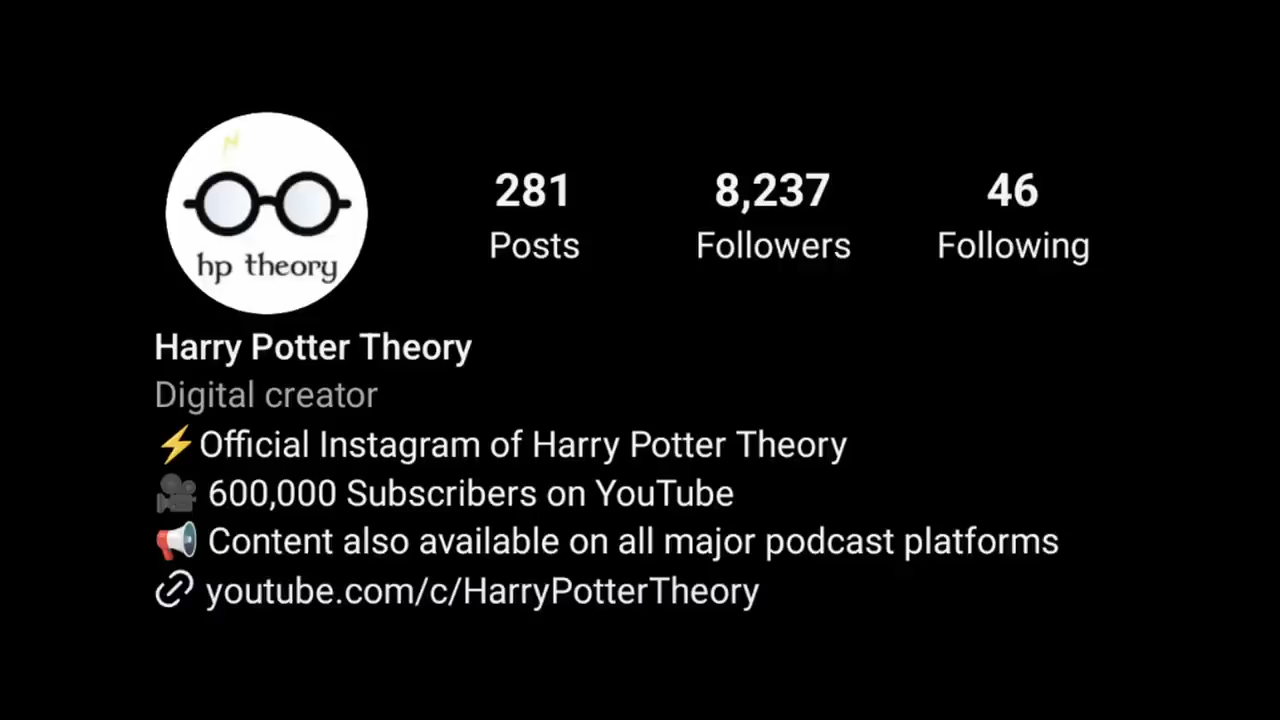 hp theory
281 8,237 46
Posts Followers Following
Harry Potter Theory
Digital creator
⚡Official Instagram of Harry Potter Theory
🎥 600,000 Subscribers on YouTube
📢 Content also available on all major podcast platforms
🔗 youtube.com/c/HarryPotterTheory